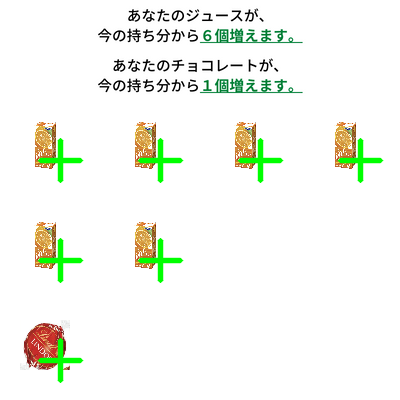 あなたのジュースが、
今の持ち分から６個増えます。
あなたのチョコレートが、
今の持ち分から１個増えます。